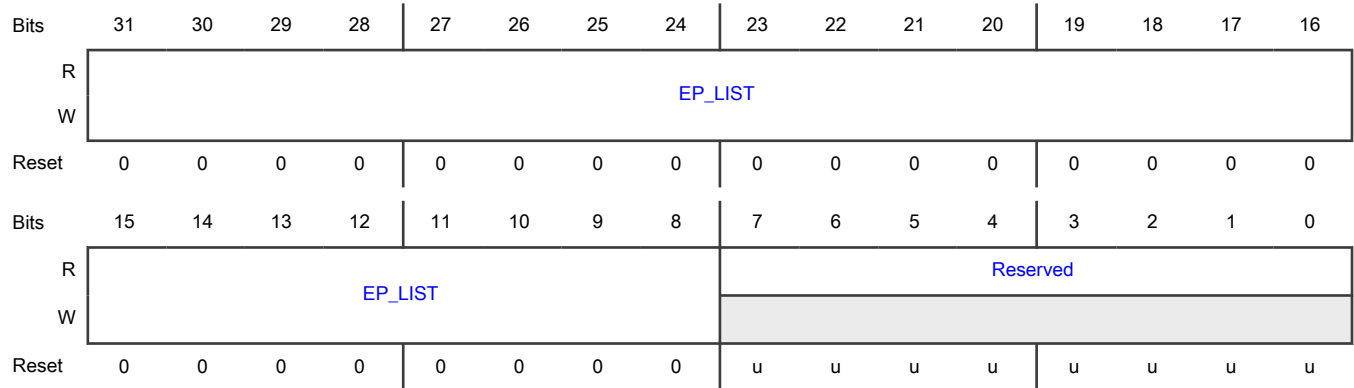 Bits 31 30 29 28 27 26 25 24 23 22 21 20 19 18 17 16
R
EP_LIST
W
Reset 0 0 0 0 0 0 0 0 0 0 0 0 0 0 0 0
Bits 15 14 13 12 11 10 9 8 7 6 5 4 3 2 1 0
R Reserved
EP_LIST
W
Reset 0 0 0 0 0 0 0 0 u u u u u u u u